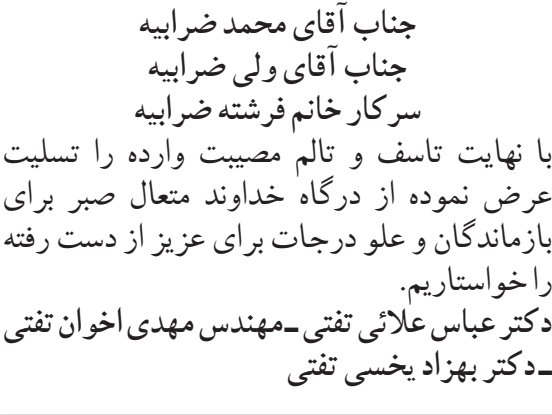 جناب آقای محمد ضرابیه
جناب آقای ولی ضرابیه
سرکار خانم فرشته ضرابیه
با نهایت تاسف و تالم مصیبت وارده را تسلیت
عرض نموده از درگاه خداوند متعال صبر برای
بازماندگان و علو درجات برای عزیز از دست رفته
را خواستاریم.
دکتر عباس علائی تفتی ـ مهندس مهدی اخوان تفتی
ـ دکتر بهزاد یخسی تفتی